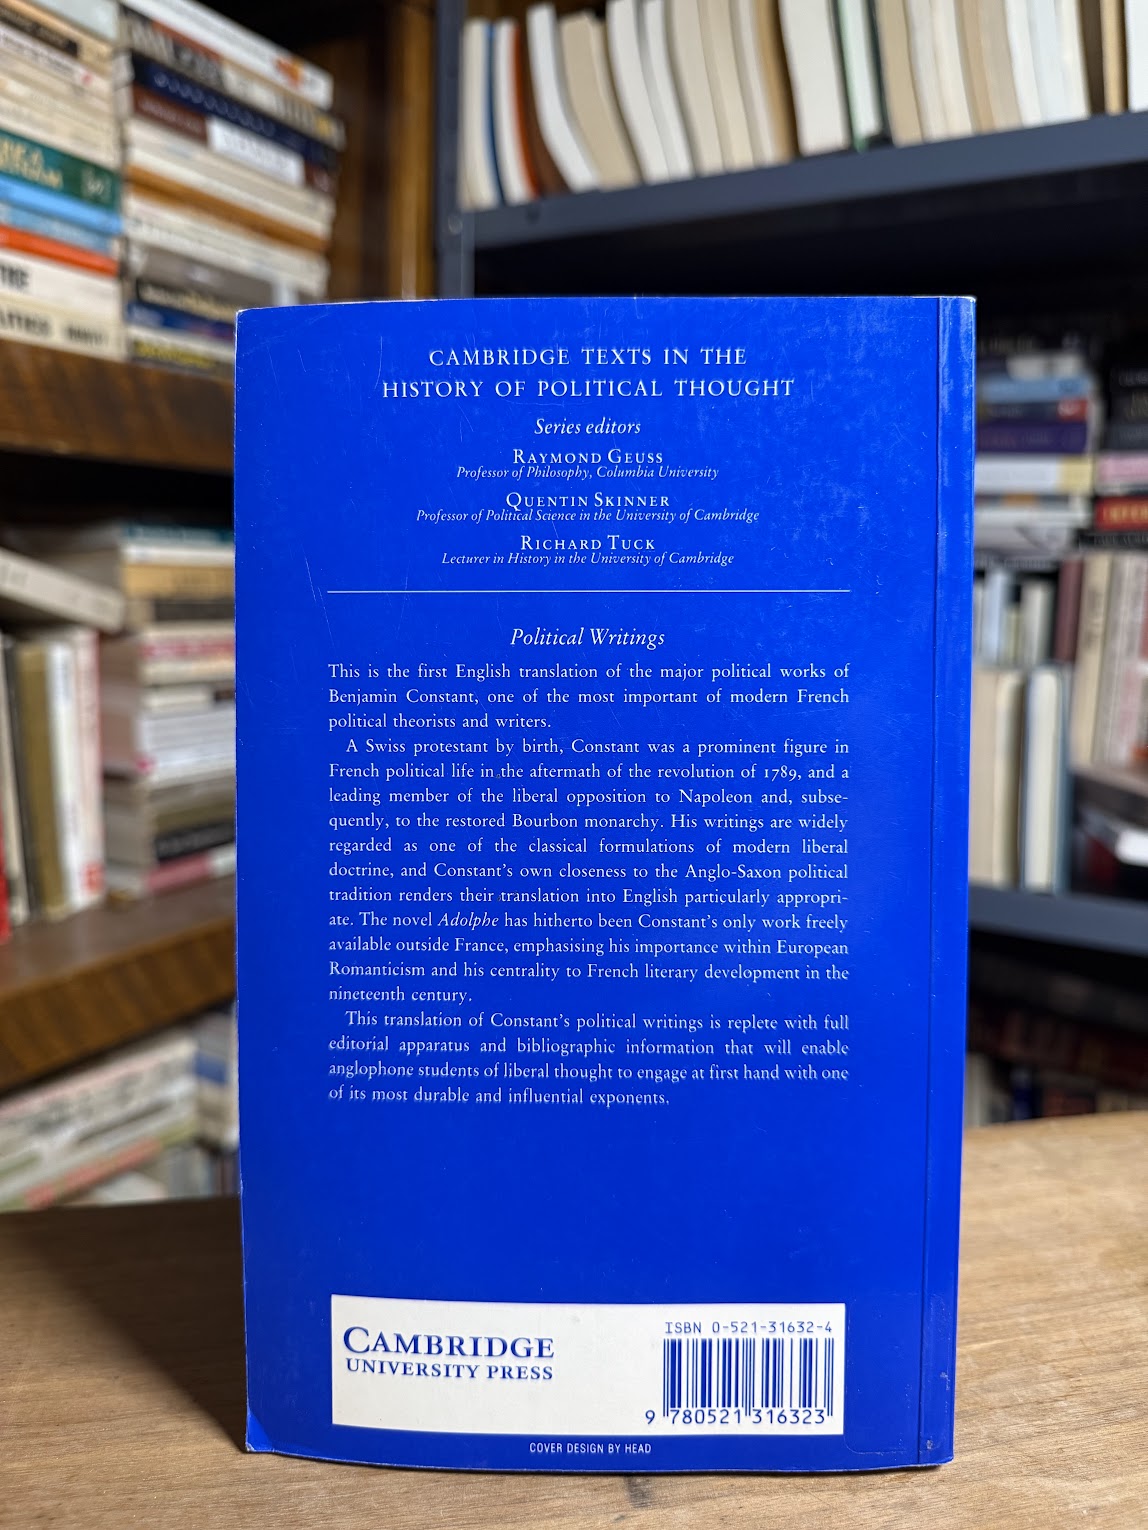 CAMBRIDGE TEXTS IN THE
HISTORY OF POLITICAL THOUGHT
Series editors
RAYMOND GEUSS
Professor of Philosophy, Columbia University
QUENTIN SKINNER
Professor of Political Science in the University of Cambridge
RICHARD TUCK
Lecturer in History in the University of Cambridge
Political Writings
This is the first English translation of the major political works of
Benjamin Constant, one of the most important of modern French
political theorists and writers.
A Swiss protestant by birth, Constant was a prominent figure in
French political life in the aftermath of the revolution of 1789, and a
leading member of the liberal opposition to Napoleon and, subse-
quently, to the restored Bourbon monarchy. His writings are widely
regarded as one of the classical formulations of modern liberal
doctrine, and Constant's own closeness to the Anglo-Saxon political
tradition renders their translation into English particularly appropri-
ate. The novel Adolphe has hitherto been Constant's only work freely
available outside France, emphasising his importance within European
Romanticism and his centrality to French literary development in the
nineteenth century.
This translation of Constant's political writings is replete with full
editorial apparatus and bibliographic information that will enable
anglophone students of liberal thought to engage at first hand with one
of its most durable and influential exponents.
CAMBRIDGE
UNIVERSITY PRESS
ISBN 0-521-31632-4
9 780521 316323
COVER DESIGN BY HEAD